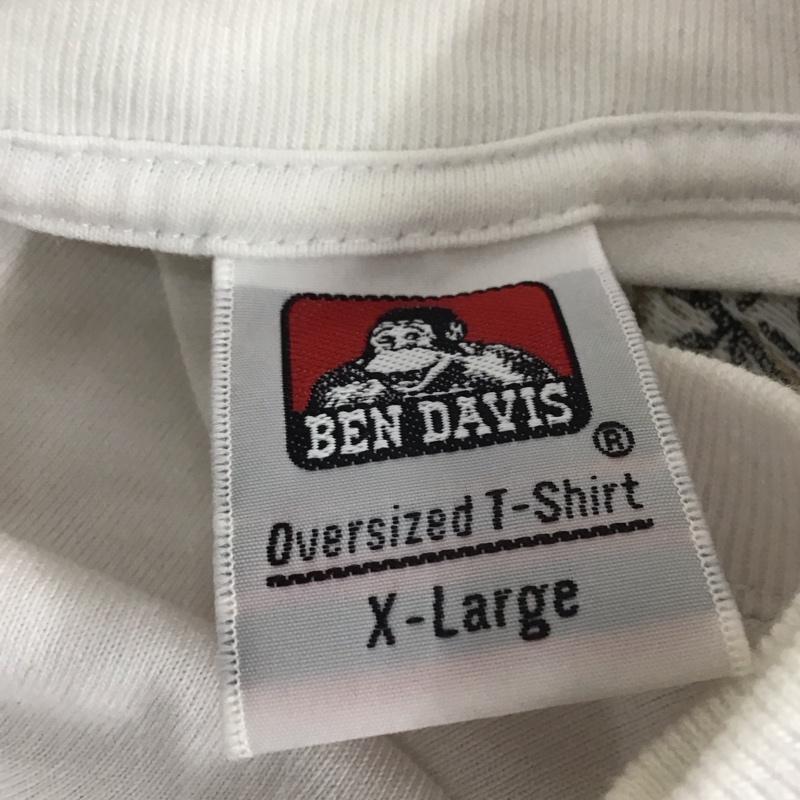 BEN DAVIS
®
Oversized T-Shirt
X-Large